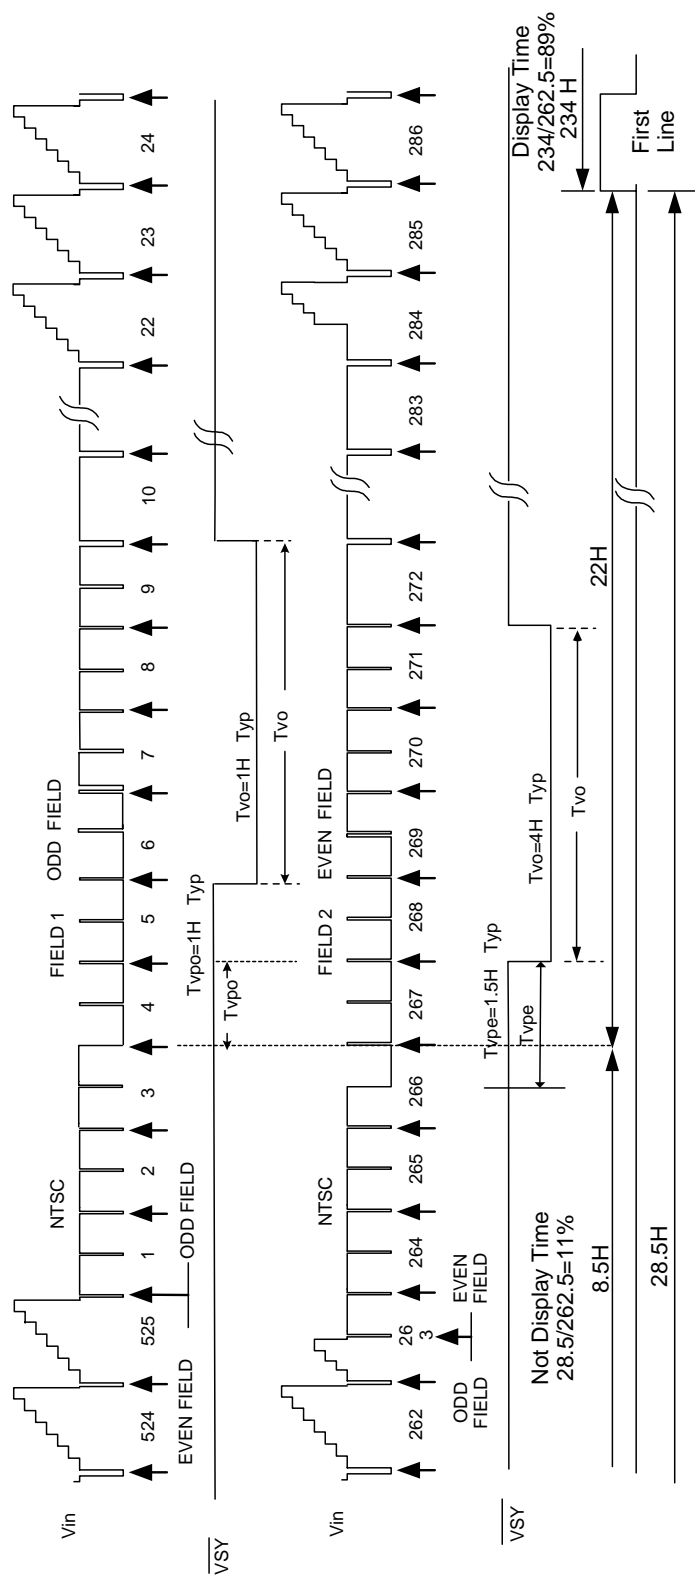 Vin
524
525
1
2
3
4
5
6
7
8
9
10
22
23
24
EVEN FIELD
ODD FIELD
NTSC
FIELD 1
ODD FIELD
VSY
Tvpo=1H Typ
Tvpo
Tvo=1H Typ
Tvo
Vin
262
26
3
264
265
266
267
268
269
270
271
272
283
284
285
286
ODD
FIELD
EVEN
FIELD
NTSC
FIELD 2
EVEN FIELD
VSY
Tvpe=1.5H Typ
Tvpe
Tvo=4H Typ
Tvo
Not Display Time
28.5/262.5=11%
8.5H
22H
28.5H
Display Time
234/262.5=89%
234 H
First
Line